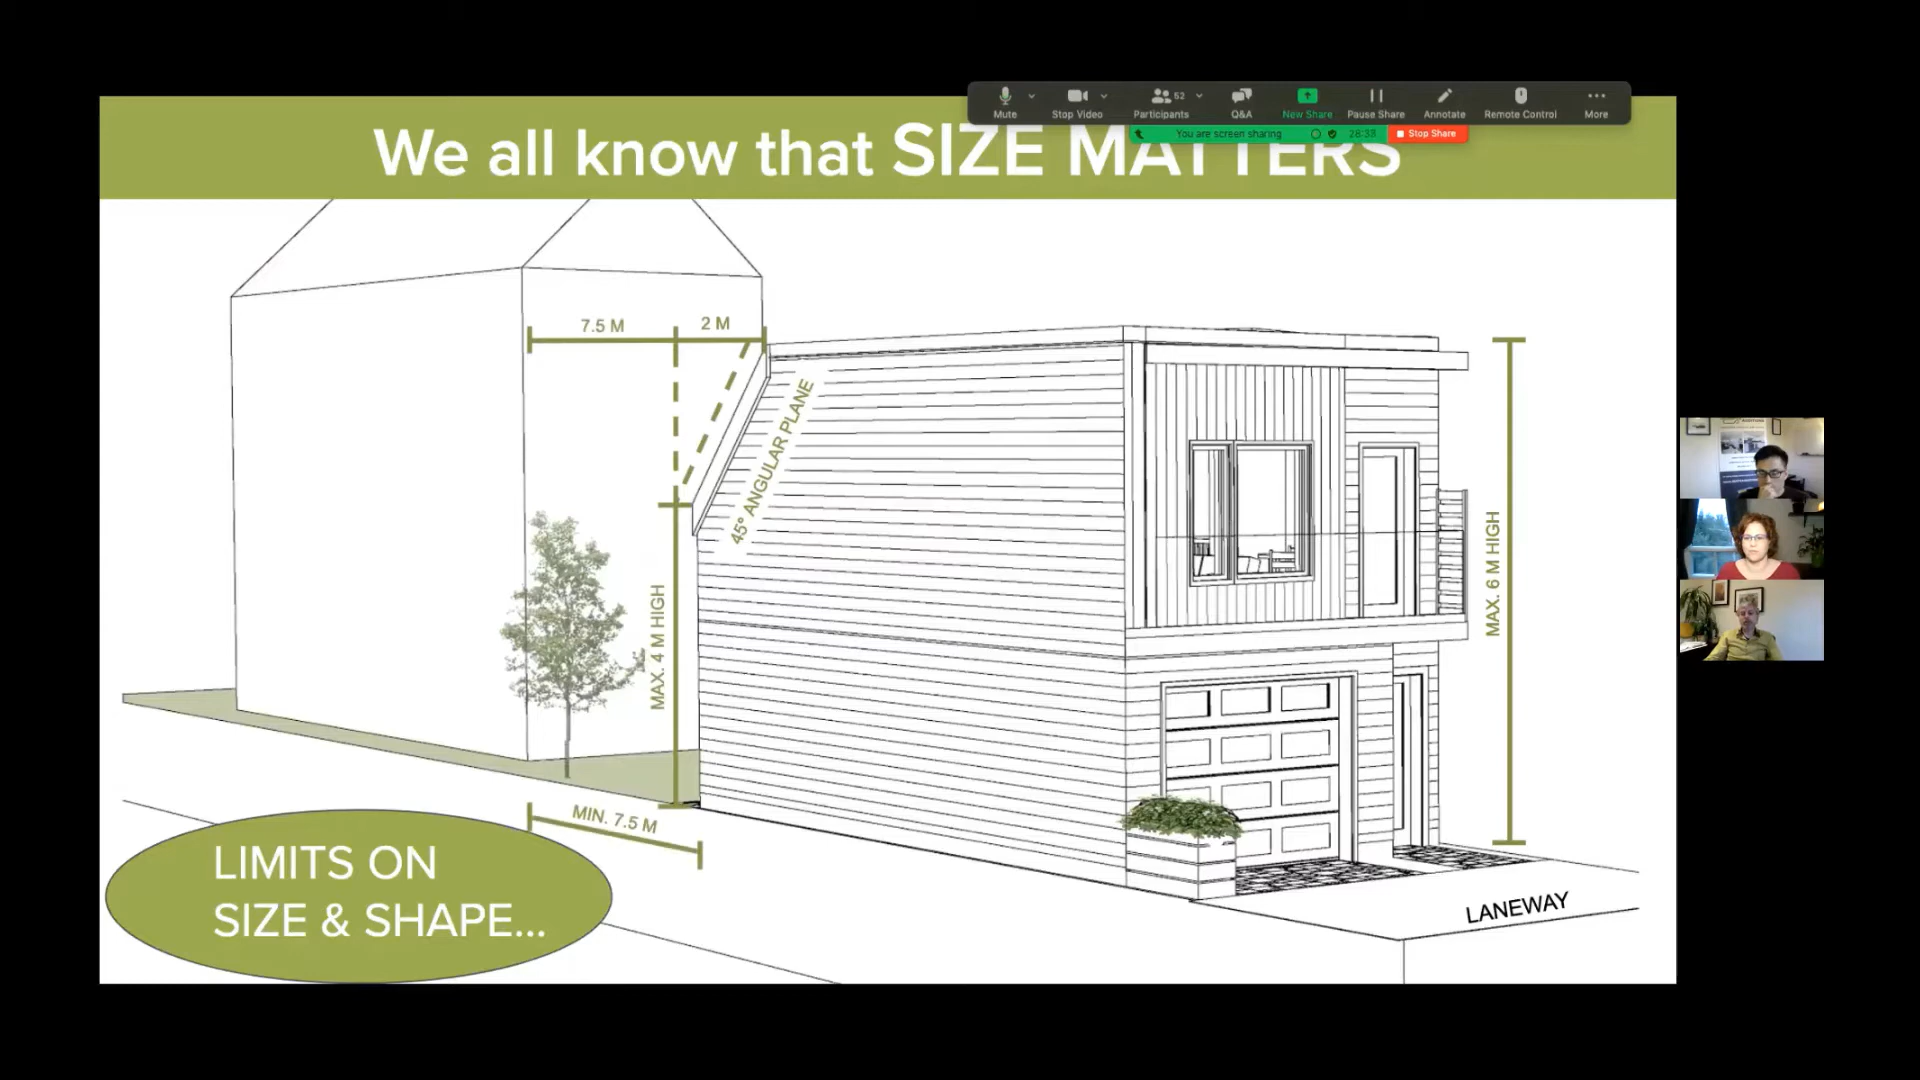 Mute
Stop Video
52
Participants
Q&A
New Share
Pause Share
Annotate
Remote Control
More
You are screen sharing
28:33
Stop Share
We all know that SIZE MATTERS
7.5 M
2 M
45° ANGULAR PLANE
MAX. 4 M HIGH
MAX. 6 M HIGH
MIN. 7.5 M
LIMITS ON
SIZE & SHAPE...
LANEWAY